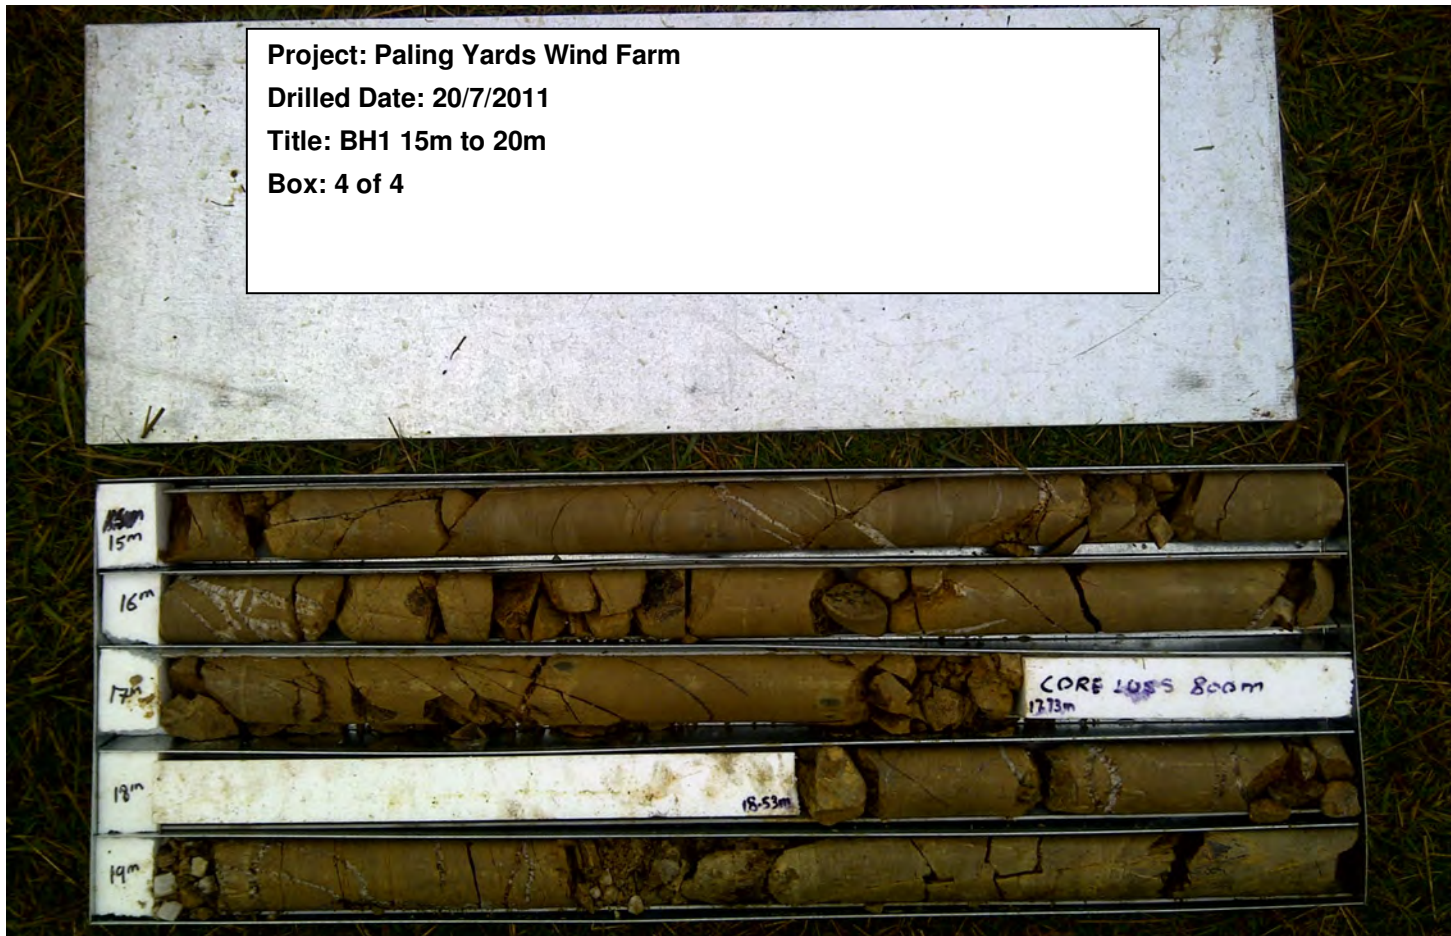 Project: Paling Yards Wind Farm
Drilled Date: 20/7/2011
Title: BH1 15m to 20m
Box: 4 of 4
15m
16m
17m
CORE LOSS 800m
17.73m
18m
18.53m
19m